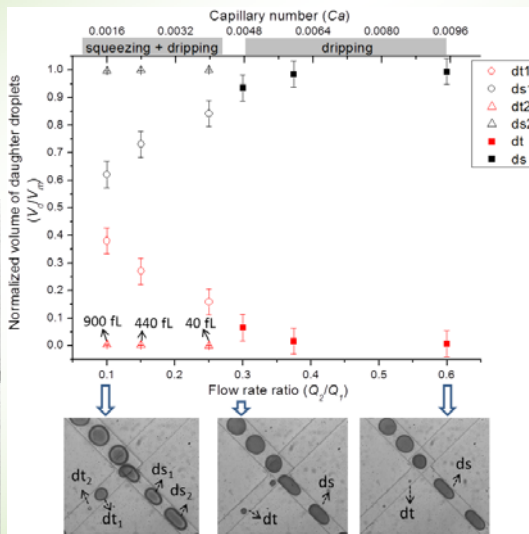 Capillary number (Ca)
0.0016 0.0032 0.0048 0.0064 0.0080 0.0096
squeezing + dripping dripping
dt1
ds1
dt2
ds2
dt
ds
Normalized volume of daughter droplets
(Vd/Vm)
1.0
0.9
0.8
0.7
0.6
0.5
0.4
0.3
0.2
0.1
0.0
900 fL 440 fL 40 fL
0.1 0.2 0.3 0.4 0.5 0.6
Flow rate ratio (Q2/Q1)
dt2 ds1 ds2 dt1
ds dt
ds dt